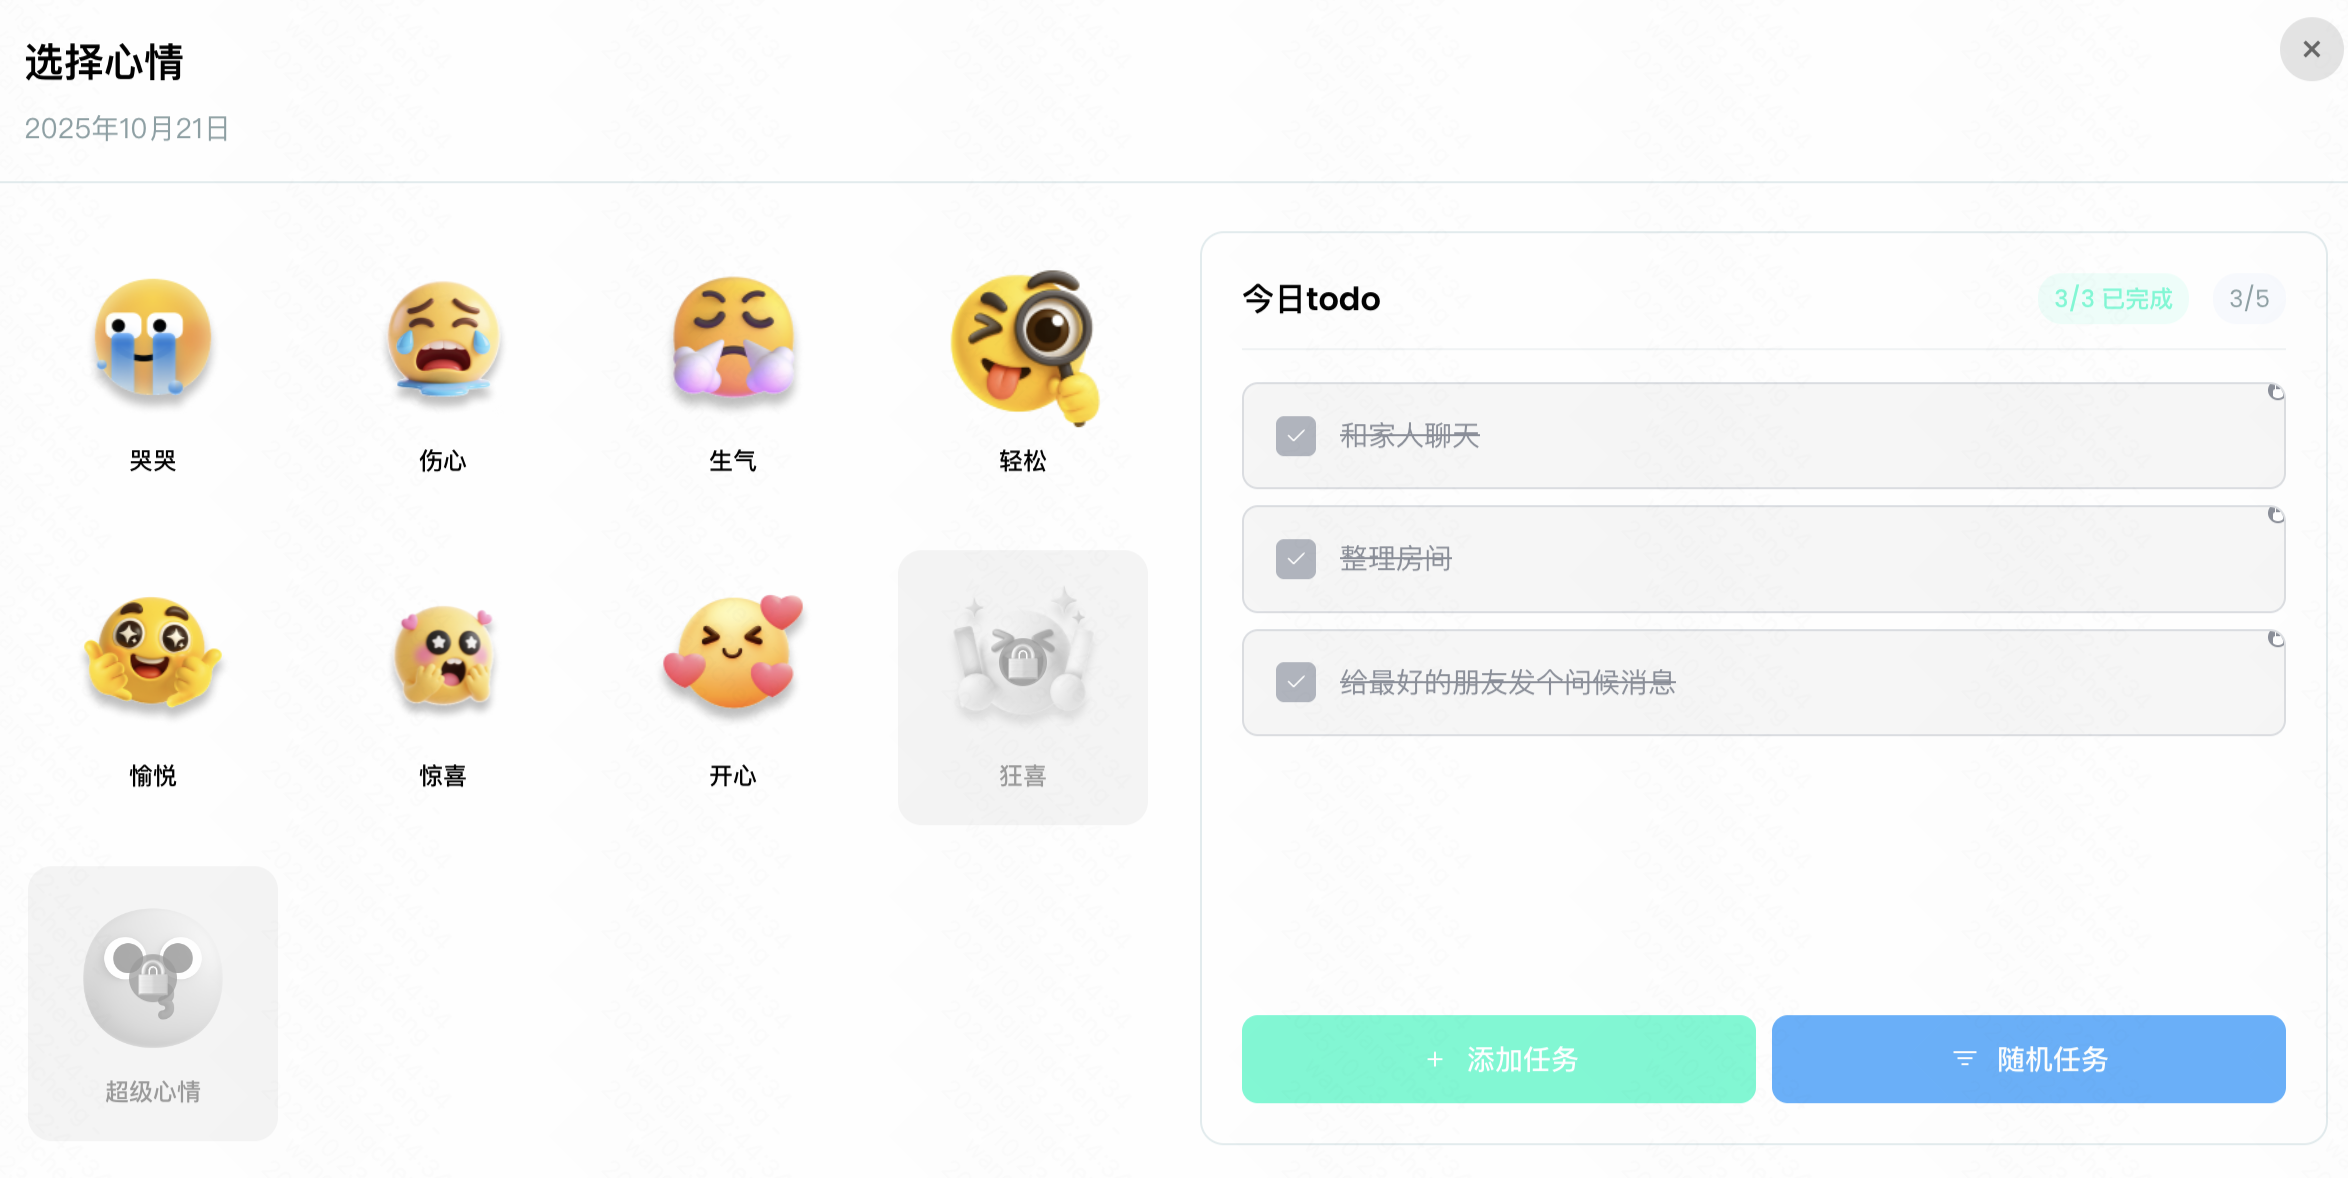 选择心情
2025年10月21日
哭哭
伤心
生气
轻松
愉悦
惊喜
开心
狂喜
超级心情
今日todo
3/3 已完成
3/5
和家人聊天
整理房间
给最好的朋友发个问候消息
+ 添加任务
随机任务